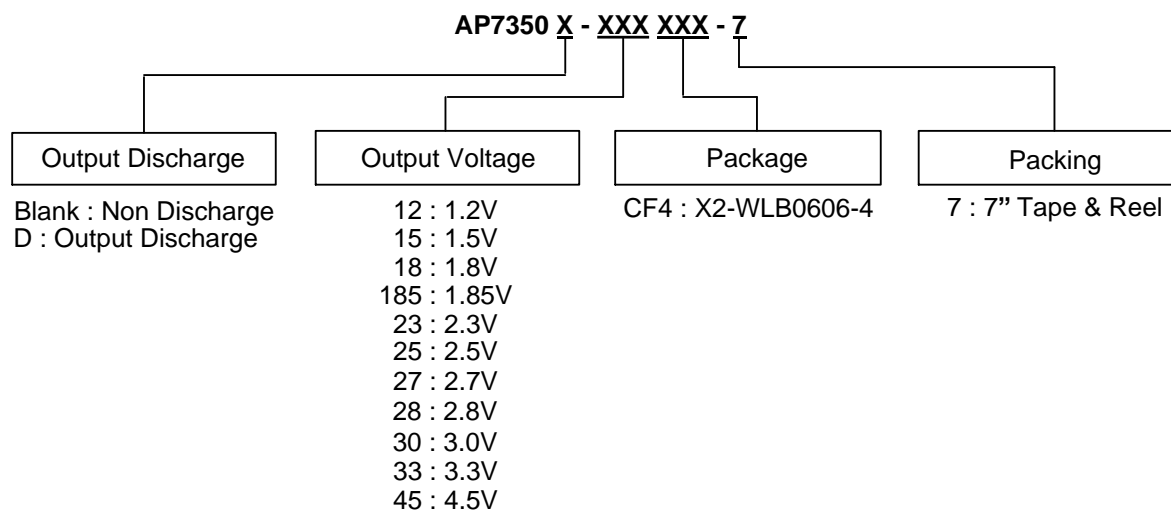 AP7350 X - XXX XXX - 7
Output Discharge
Blank : Non Discharge
D : Output Discharge
Output Voltage
12 : 1.2V
15 : 1.5V
18 : 1.8V
185 : 1.85V
23 : 2.3V
25 : 2.5V
27 : 2.7V
28 : 2.8V
30 : 3.0V
33 : 3.3V
45 : 4.5V
Package
CF4 : X2-WLB0606-4
Packing
7 : 7” Tape & Reel